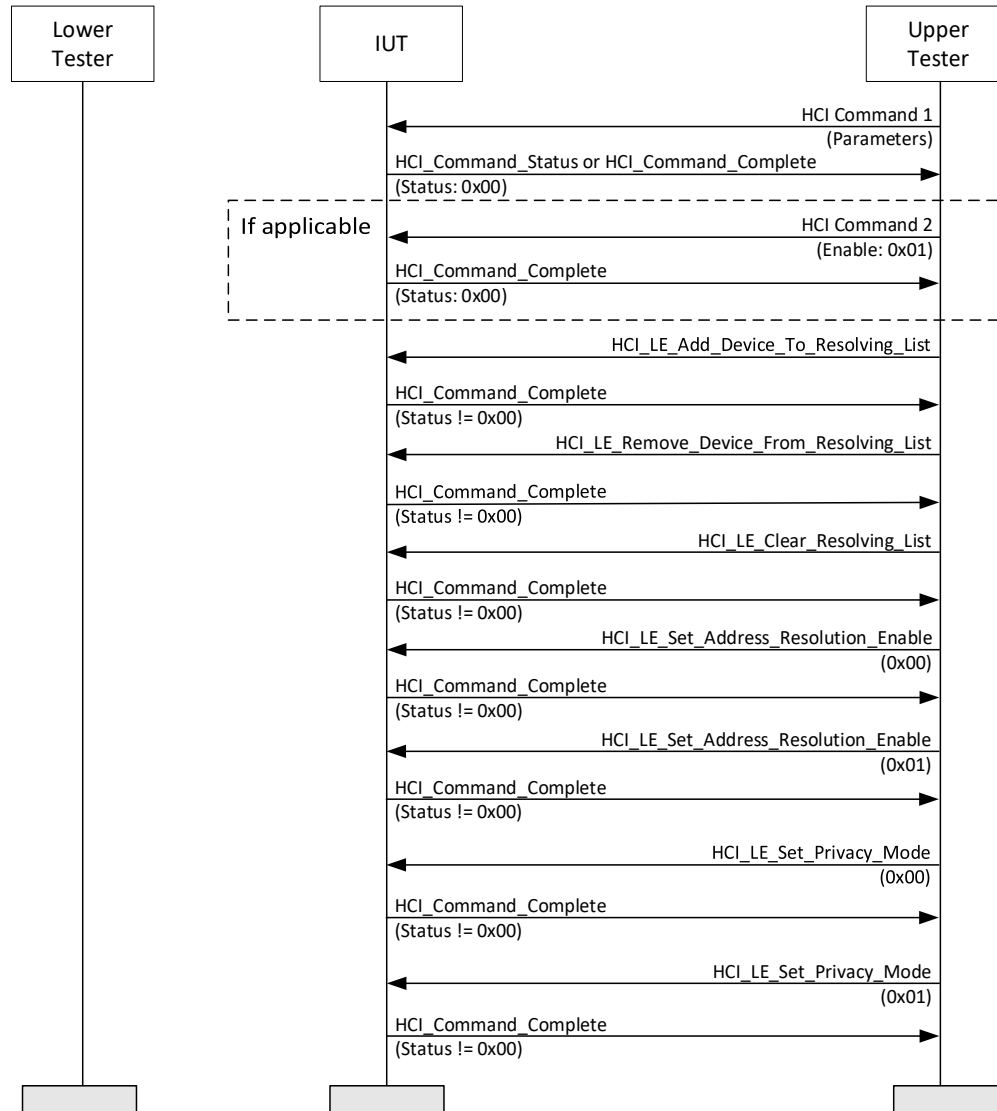 Lower
Tester
IUT
Upper
Tester
HCI Command 1
(Parameters)
HCI_Command_Status or HCI_Command_Complete
(Status: 0x00)
If applicable
HCI Command 2
(Enable: 0x01)
HCI_Command_Complete
(Status: 0x00)
HCI_LE_Add_Device_To_Resolving_List
HCI_Command_Complete
(Status != 0x00)
HCI_LE_Remove_Device_From_Resolving_List
HCI_Command_Complete
(Status != 0x00)
HCI_LE_Clear_Resolving_List
HCI_Command_Complete
(Status != 0x00)
HCI_LE_Set_Address_Resolution_Enable
(0x00)
HCI_Command_Complete
(Status != 0x00)
HCI_LE_Set_Address_Resolution_Enable
(0x01)
HCI_Command_Complete
(Status != 0x00)
HCI_LE_Set_Privacy_Mode
(0x00)
HCI_Command_Complete
(Status != 0x00)
HCI_LE_Set_Privacy_Mode
(0x01)
HCI_Command_Complete
(Status != 0x00)